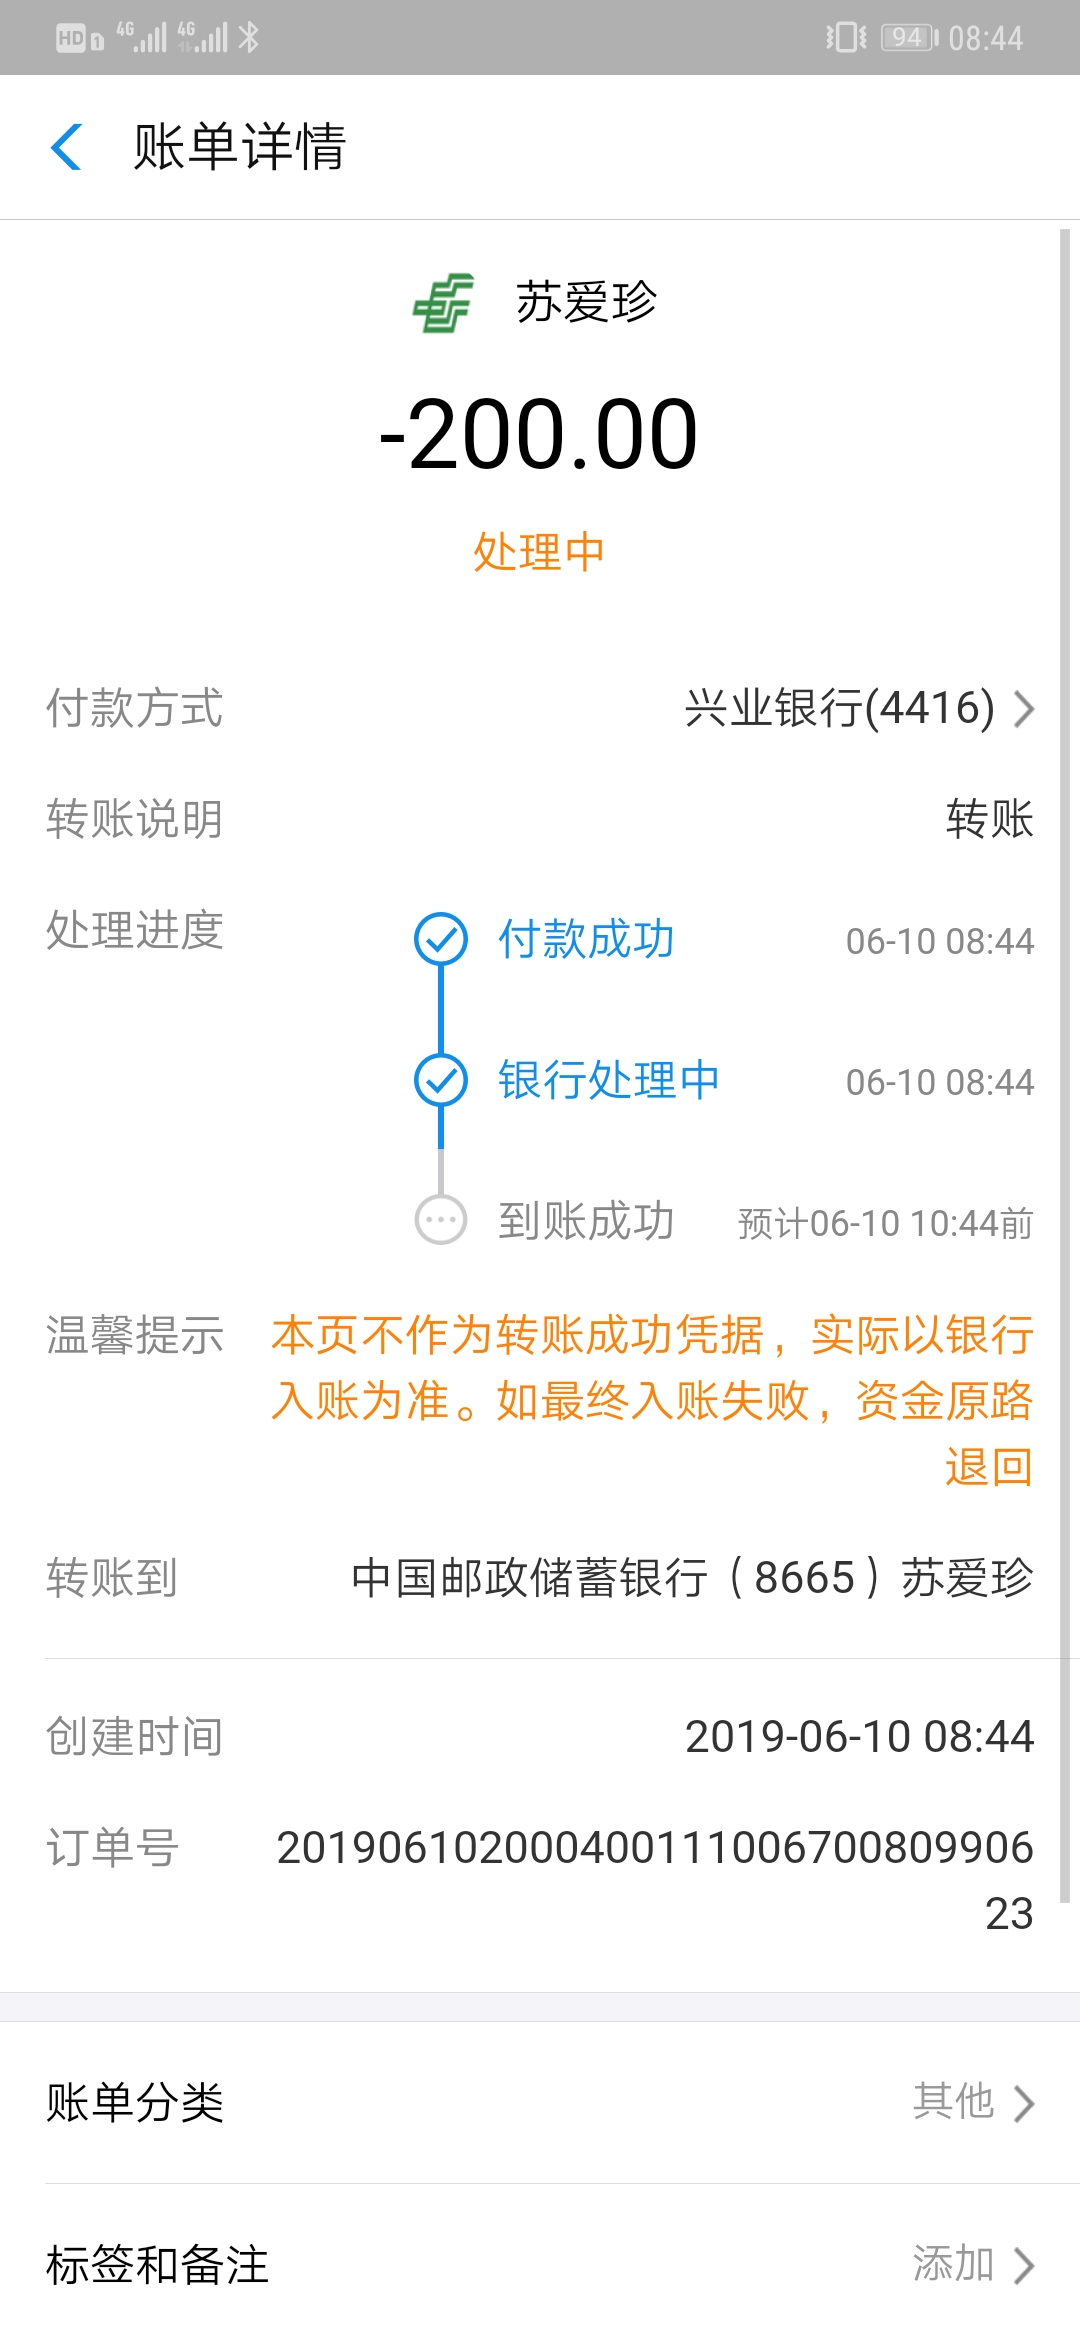 HD 1 4G 4G 94 08:44
账单详情
苏爱珍
-200.00
处理中
付款方式 兴业银行(4416)
转账说明 转账
处理进度 付款成功 06-10 08:44
银行处理中 06-10 08:44
到账成功 预计06-10 10:44前
温馨提示 本页不作为转账成功凭据，实际以银行
入账为准。如最终入账失败，资金原路
退回
转账到 中国邮政储蓄银行（8665）苏爱珍
创建时间 2019-06-10 08:44
订单号 201906102000400111006700809906
23
账单分类 其他
标签和备注 添加